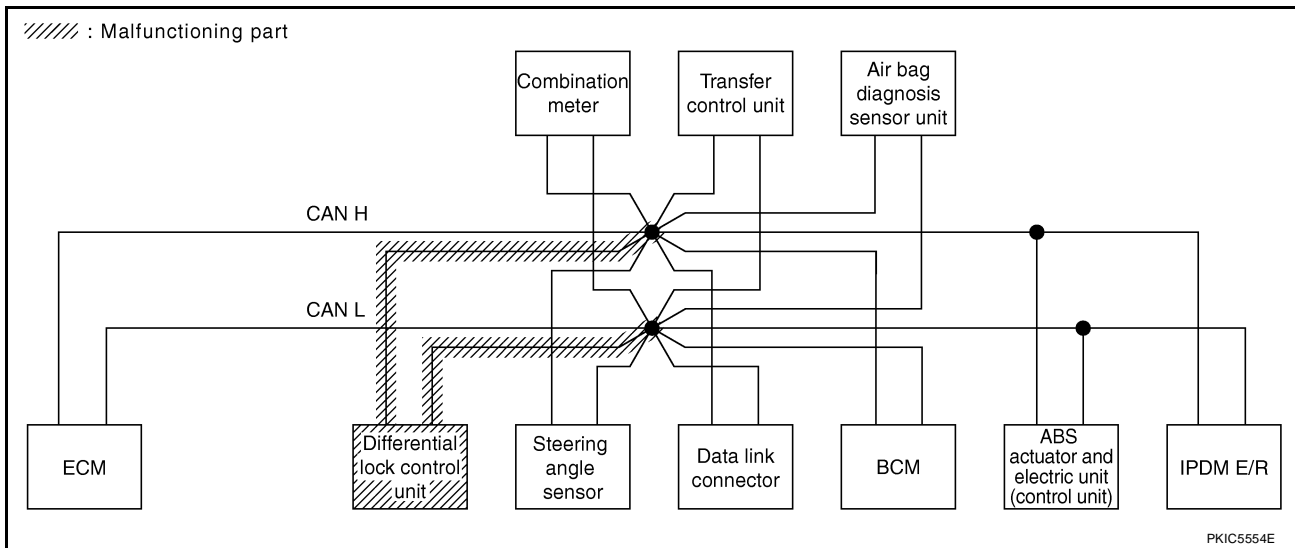 : Malfunctioning part
Combination
meter
Transfer
control unit
Air bag
diagnosis
sensor unit
CAN H
CAN L
ECM
Differential
lock control
unit
Steering
angle
sensor
Data link
connector
BCM
ABS
actuator and
electric unit
(control unit)
IPDM E/R
PKIC5554E